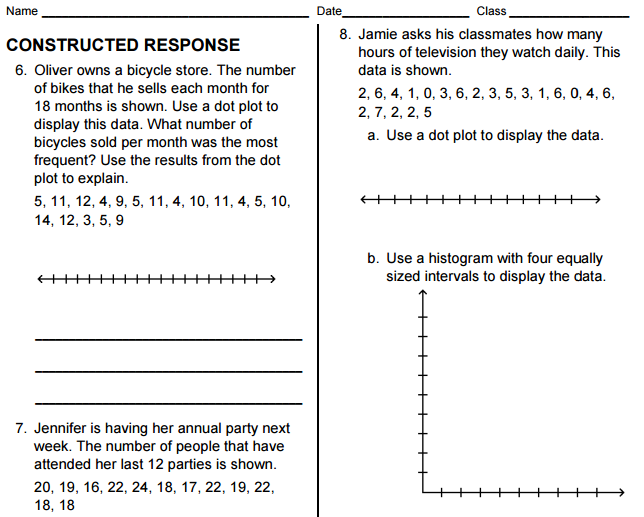 Name Date Class
CONSTRUCTED RESPONSE
6. Oliver owns a bicycle store. The number
of bikes that he sells each month for
18 months is shown. Use a dot plot to
display this data. What number of
bicycles sold per month was the most
frequent? Use the results from the dot
plot to explain.
5, 11, 12, 4, 9, 5, 11, 4, 10, 11, 4, 5, 10,
14, 12, 3, 5, 9
7. Jennifer is having her annual party next
week. The number of people that have
attended her last 12 parties is shown.
20, 19, 16, 22, 24, 18, 17, 22, 19, 22,
18, 18
8. Jamie asks his classmates how many
hours of television they watch daily. This
data is shown.
2, 6, 4, 1, 0, 3, 6, 2, 3, 5, 3, 1, 6, 0, 4, 6,
2, 7, 2, 2, 5
a. Use a dot plot to display the data.
b. Use a histogram with four equally
sized intervals to display the data.